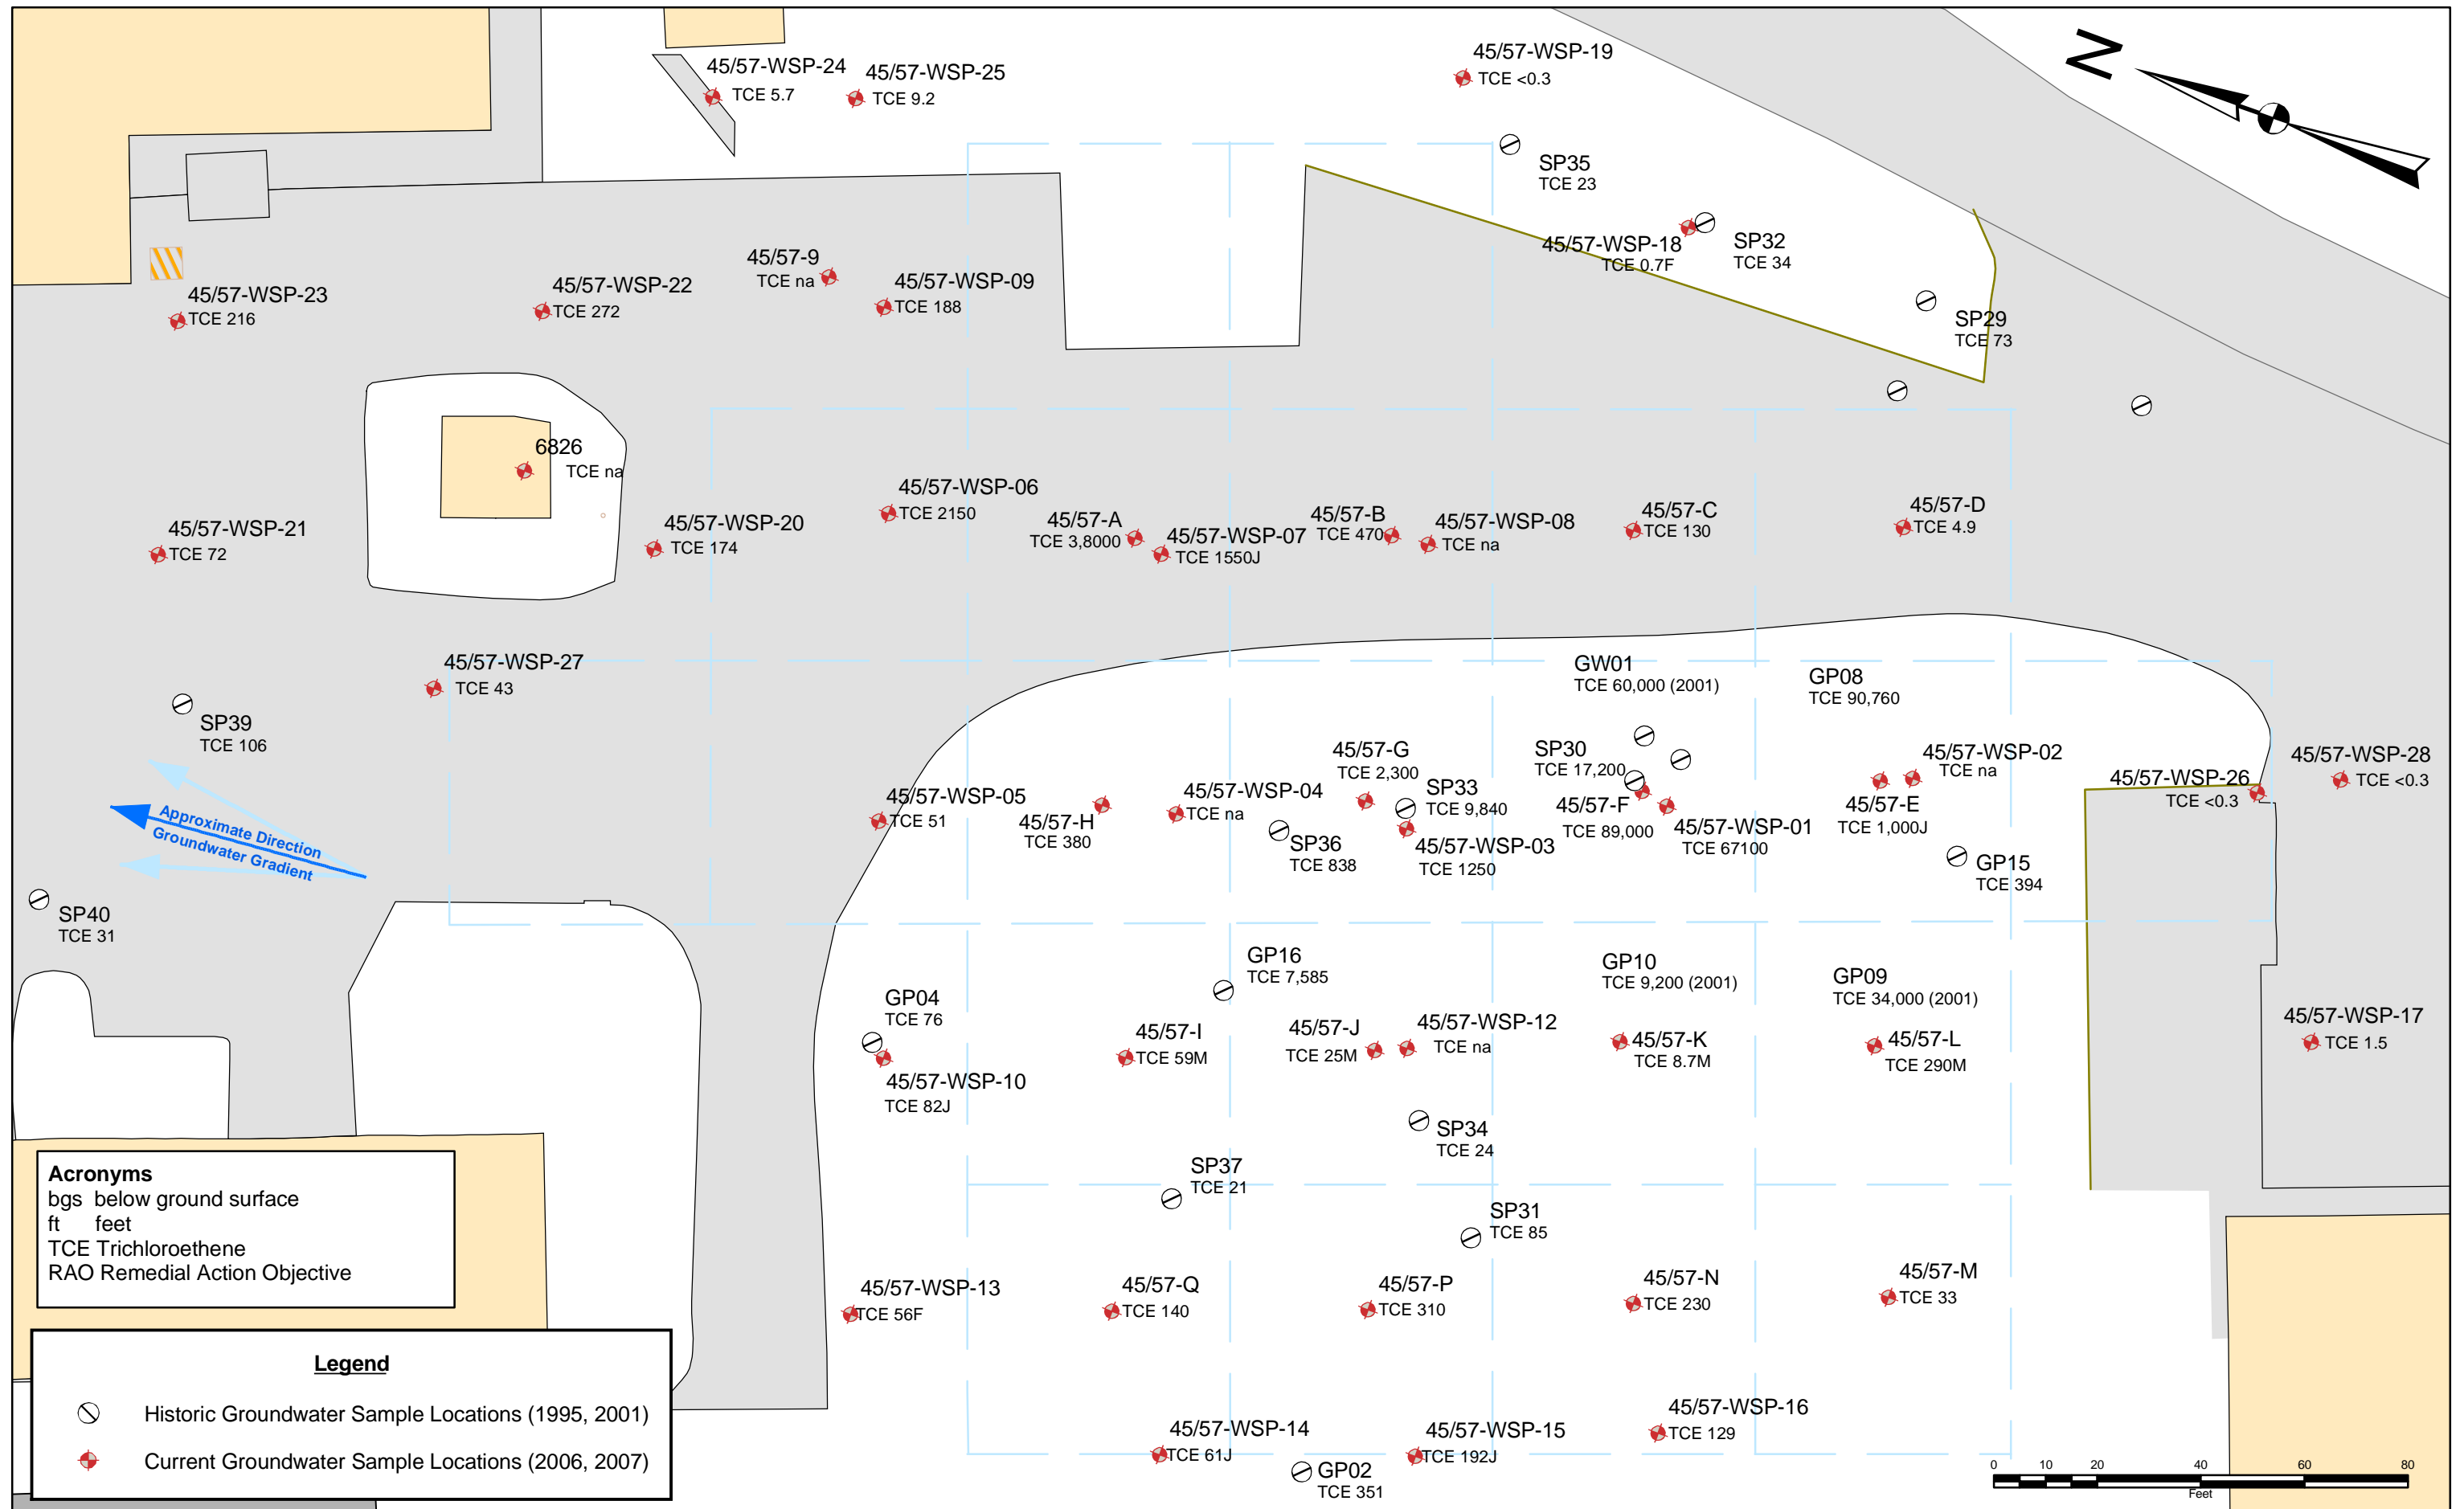 45/57-WSP-24
TCE 5.7
45/57-WSP-25
TCE 9.2
45/57-WSP-19
TCE <0.3
N
SP35
TCE 23
45/57-WSP-18
TCE 0.7F
SP32
TCE 34
SP29
TCE 73
45/57-WSP-23
TCE 216
45/57-WSP-22
TCE 272
45/57-9
TCE na
45/57-WSP-09
TCE 188
6826
TCE na
45/57-WSP-21
TCE 72
45/57-WSP-20
TCE 174
45/57-WSP-06
TCE 2150
45/57-A
TCE 3,8000
45/57-WSP-07
TCE 1550J
45/57-B
TCE 470
45/57-WSP-08
TCE na
45/57-C
TCE 130
45/57-D
TCE 4.9
45/57-WSP-27
TCE 43
SP39
TCE 106
GW01
TCE 60,000 (2001)
GP08
TCE 90,760
45/57-G
TCE 2,300
SP30
TCE 17,200
45/57-WSP-02
TCE na
45/57-WSP-26
TCE <0.3
45/57-WSP-28
TCE <0.3
45/57-WSP-05
TCE 51
45/57-H
TCE 380
45/57-WSP-04
TCE na
SP33
TCE 9,840
45/57-F
TCE 89,000
45/57-E
TCE 1,000J
45/57-WSP-01
TCE 67100
SP36
TCE 838
45/57-WSP-03
TCE 1250
GP15
TCE 394
Approximate Direction
Groundwater Gradient
SP40
TCE 31
GP16
TCE 7,585
GP10
TCE 9,200 (2001)
GP09
TCE 34,000 (2001)
GP04
TCE 76
45/57-WSP-10
TCE 82J
45/57-I
TCE 59M
45/57-J
TCE 25M
45/57-WSP-12
TCE na
45/57-K
TCE 8.7M
45/57-L
TCE 290M
45/57-WSP-17
TCE 1.5
SP34
TCE 24
SP37
TCE 21
SP31
TCE 85
45/57-WSP-13
TCE 56F
45/57-Q
TCE 140
45/57-P
TCE 310
45/57-N
TCE 230
45/57-M
TCE 33
45/57-WSP-14
TCE 61J
GP02
TCE 351
45/57-WSP-15
TCE 192J
45/57-WSP-16
TCE 129
Acronyms
bgs below ground surface
ft feet
TCE Trichloroethene
RAO Remedial Action Objective
Legend
Historic Groundwater Sample Locations (1995, 2001)
Current Groundwater Sample Locations (2006, 2007)
0 10 20 40 60 80
Feet